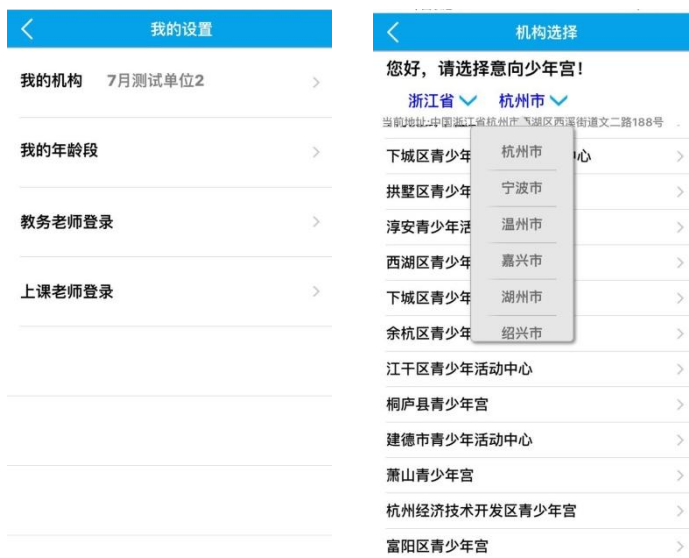 我的设置
我的机构 7月测试单位2
我的年龄段
教务老师登录
上课老师登录
机构选择
您好，请选择意向少年宫！
浙江省 杭州市
当前地址:中国浙江省杭州市 湖区西溪街道文二路188号
下城区青少年 心
拱墅区青少年
淳安青少年活
西湖区青少年
下城区青少年
余杭区青少年
杭州市
宁波市
温州市
嘉兴市
湖州市
绍兴市
江干区青少年活动中心
桐庐县青少年宫
建德市青少年活动中心
萧山青少年宫
杭州经济技术开发区青少年宫
富阳区青少年宫